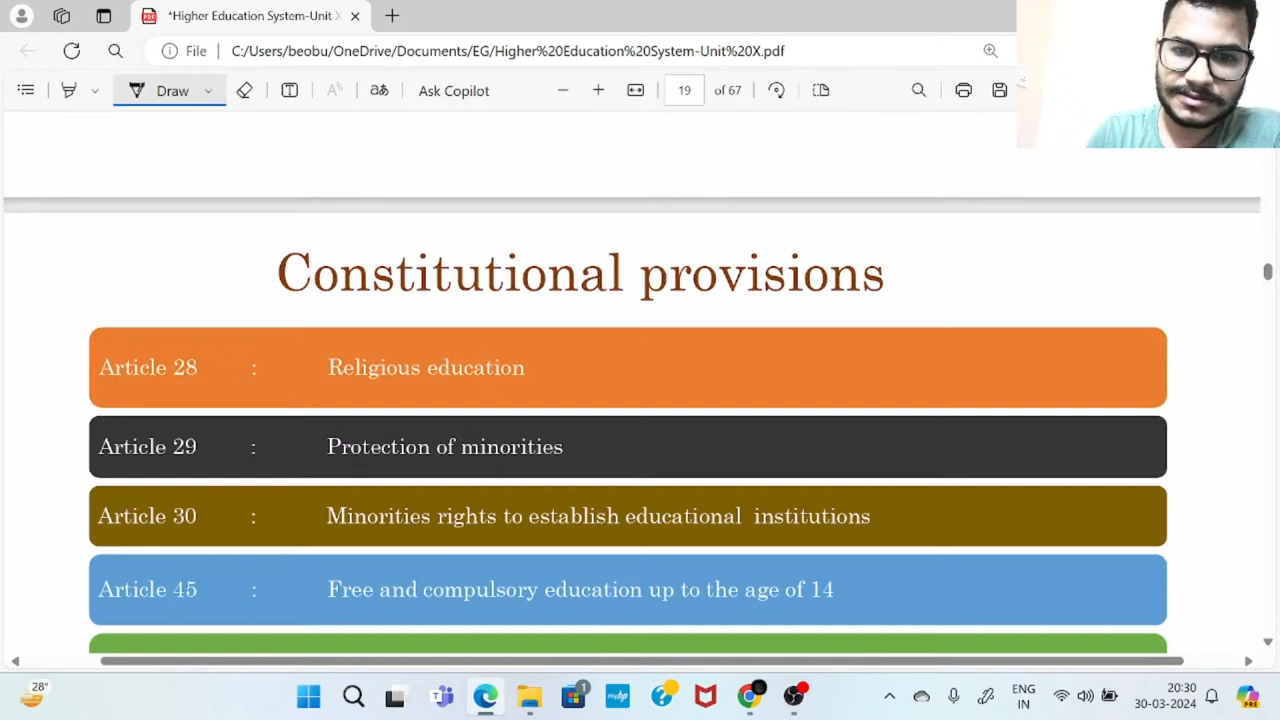 *Higher Education System-Unit X
File C:/Users/beobu/OneDrive/Documents/EG/Higher%20Education%20System-Unit%20X.pdf
Draw Ask Copilot 19 of 67
Constitutional provisions
Article 28 : Religious education
Article 29 : Protection of minorities
Article 30 : Minorities rights to establish educational institutions
Article 45 : Free and compulsory education up to the age of 14
28° ENG 20:30
IN 30-03-2024